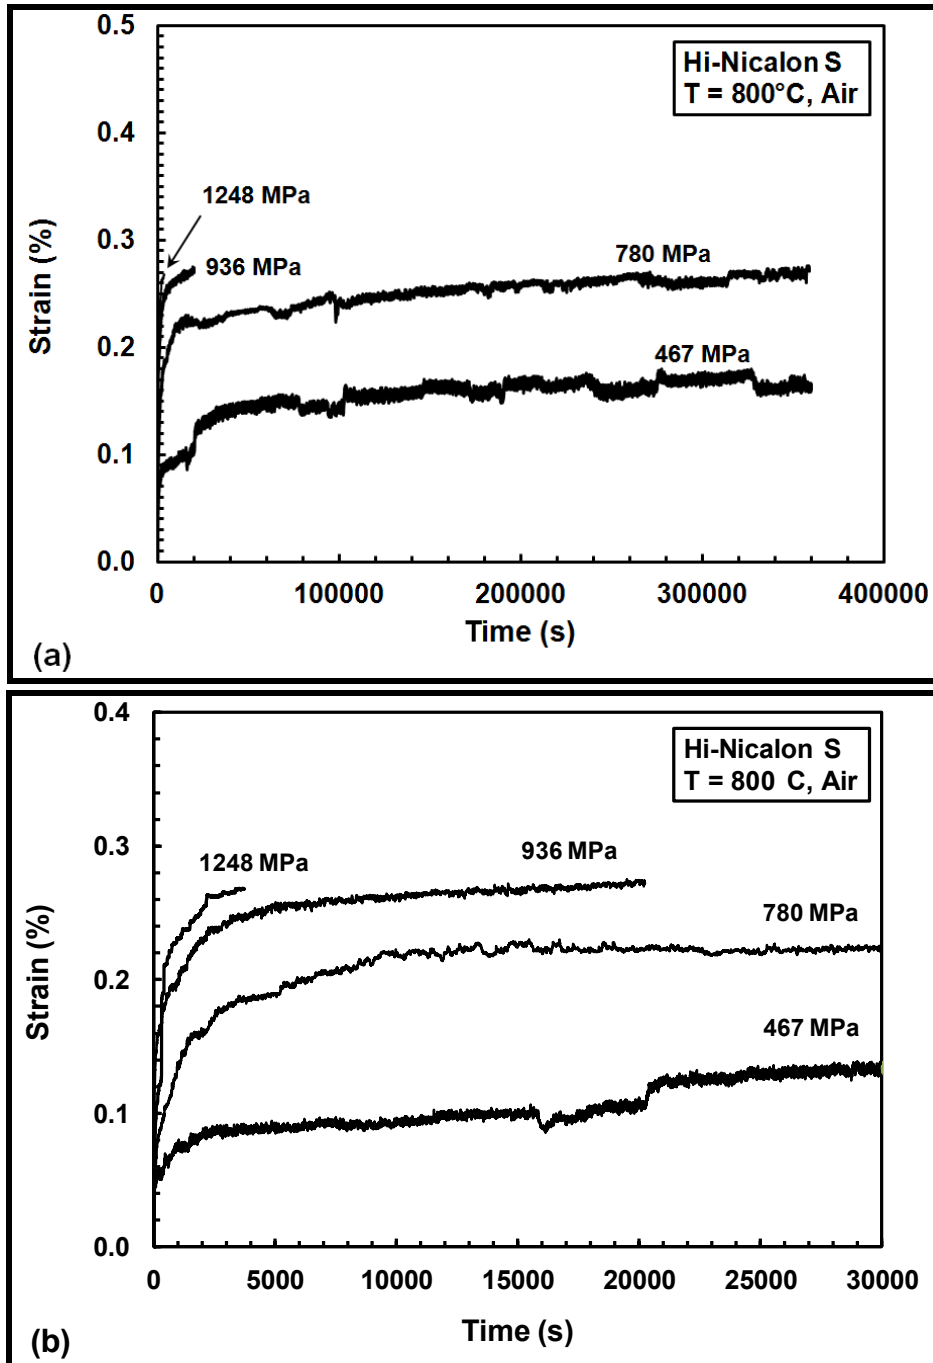 0.5
Hi-Nicalon S
T = 800°C, Air
0.4
1248 MPa
0.3
936 MPa
780 MPa
Strain (%)
0.2
467 MPa
0.1
0.0
0
100000
200000
300000
400000
Time (s)
(a)
0.4
Hi-Nicalon S
T = 800 C, Air
0.3
1248 MPa
936 MPa
780 MPa
Strain (%)
0.2
467 MPa
0.1
0.0
0
5000
10000
15000
20000
25000
30000
Time (s)
(b)